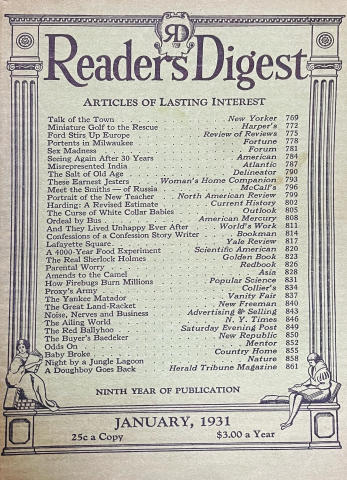 RD
Readers Digest
ARTICLES OF LASTING INTEREST
Talk of the Town . . . New Yorker 769
Miniature Golf to the Rescue . . . Harper's 772
Ford Stirs Up Europe . . . Review of Reviews 775
Portents in Milwaukee . . . Fortune 778
Sex Madness . . . Forum 781
Seeing Again After 30 Years . . . American 784
Misrepresented India . . . Atlantic 787
The Salt of Old Age . . . Delineator 790
These Earnest Jesters . . . Woman's Home Companion 793
Meet the Smiths — of Russia . . . McCall's 796
Portrait of the New Teacher . . . North American Review 799
Harding: A Revised Estimate . . . Current History 802
The Curse of White Collar Babies . . . Outlook 805
Ordeal by Bus . . . American Mercury 808
And They Lived Unhappy Ever After . . . World's Work 811
Confessions of a Confession Story Writer . . . Bookman 814
Lafayette Square . . . Yale Review 817
A 4000-Year Food Experiment . . . Scientific American 820
The Real Sherlock Holmes . . . Golden Book 823
Parental Worry . . . Redbook 826
Amends to the Camel . . . Asia 828
How Firebugs Burn Millions . . . Popular Science 831
Proxy's Army . . . Collier's 834
The Yankee Matador . . . Vanity Fair 837
The Great Land-Racket . . . New Freeman 840
Noise, Nerves and Business . . . Advertising & Selling 843
The Ailing World . . . N. Y. Times 846
The Red Ballyhoo . . . Saturday Evening Post 849
The Buyer's Baedeker . . . New Republic 850
Odds On . . . Mentor 852
Baby Broke . . . Country Home 855
Night by a Jungle Lagoon . . . Nature 858
A Doughboy Goes Back . . . Herald Tribune Magazine 861
NINTH YEAR OF PUBLICATION
JANUARY, 1931
25c a Copy $3.00 a Year